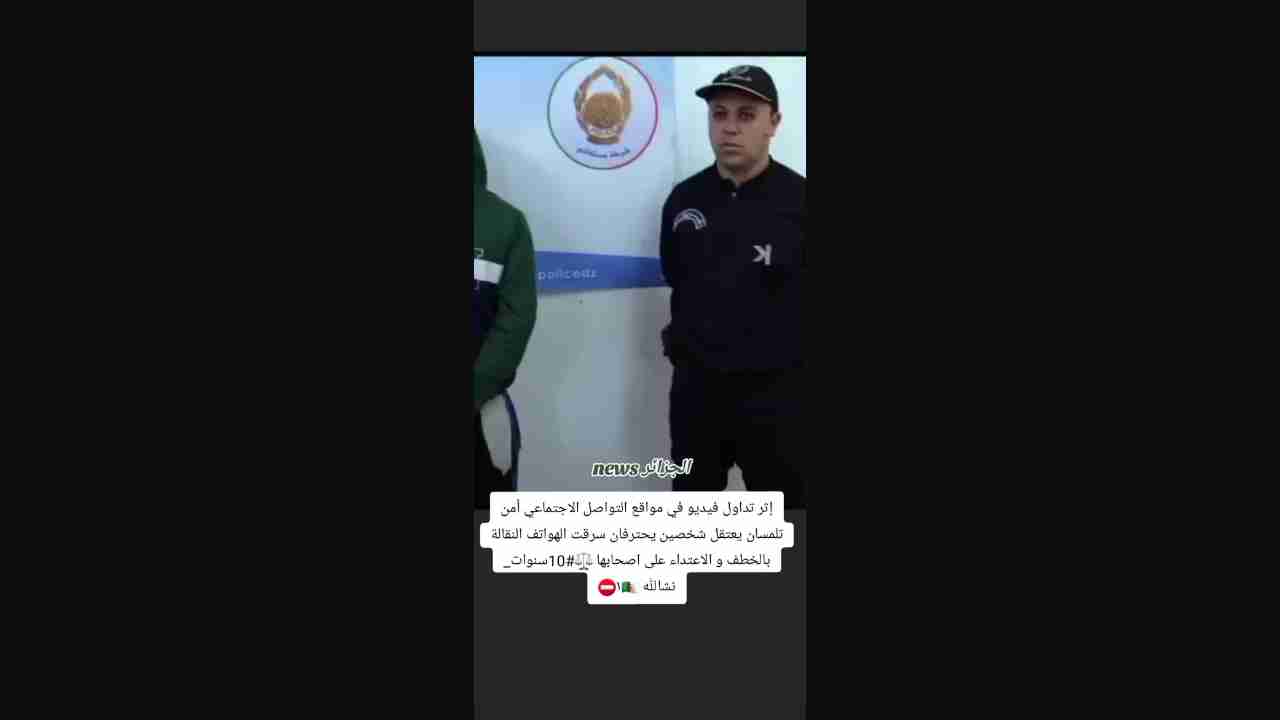 policedz
الجزائر news
إثر تداول فيديو في مواقع التواصل الاجتماعي أمن
تلمسان يعتقل شخصين يحترفان سرقت الهواتف النقالة
بالخطف و الاعتداء على اصحابها ⚖️#10سنوات_
نشالله 🇩🇿١⛔